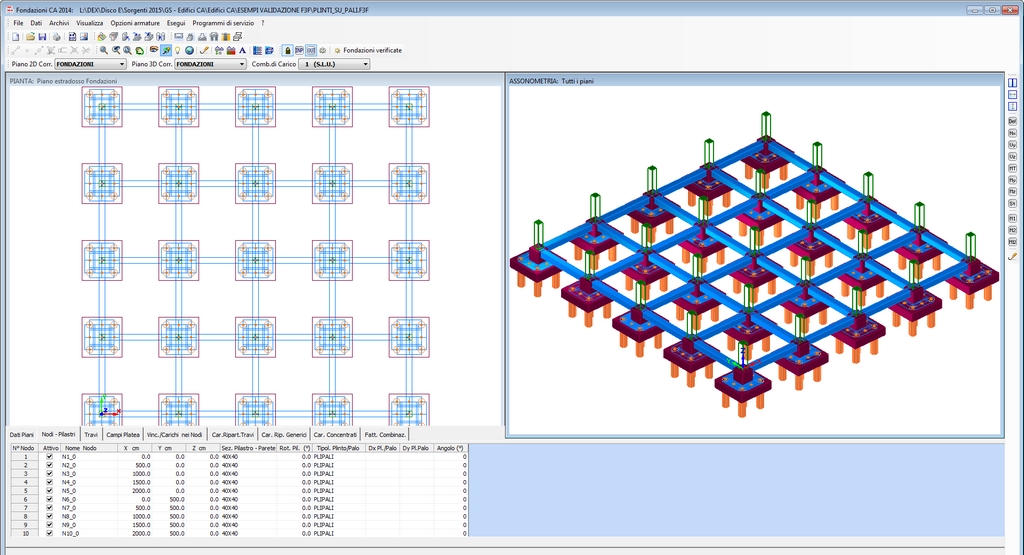 Fondazioni CA 2014: L:\DEX\Disco E\Sorgenti 2015\GS - Edifici CA\Edifici CA\ESEMPI VALIDAZIONE F3F\PLINTI_SU_PALI.F3F
File Dati Archivi Visualizza Opzioni armature Esegui Programmi di servizio ?
Fondazioni verificate
Piano 2D Corr. FONDAZIONI Piano 3D Corr. FONDAZIONI Comb.di Carico 1 (S.L.U.)
PIANTA: Piano estradosso Fondazioni
ASSONOMETRIA: Tutti i piani
Dati Piani Nodi - Pilastri Travi Campi Platea Vinc./Carichi nei Nodi Car.Ripart.Travi Car. Rip. Generici Car. Concentrati Fatt. Combinaz.
N° Nodo Attivo Nome Nodo X cm Y cm Z cm Sez. Pilastro - Parete Rot. Pil. (°) Tipol. Plinto/Palo Dx Pl./Palo Dy Pl.Palo Angolo (°)
1 N1_0 0.0 0.0 0.0 40X40 0.0 PLIPALI 0
2 N2_0 500.0 0.0 0.0 40X40 0.0 PLIPALI 0
3 N3_0 1000.0 0.0 0.0 40X40 0.0 PLIPALI 0
4 N4_0 1500.0 0.0 0.0 40X40 0.0 PLIPALI 0
5 N5_0 2000.0 0.0 0.0 40X40 0.0 PLIPALI 0
6 N6_0 0.0 500.0 0.0 40X40 0.0 PLIPALI 0
7 N7_0 500.0 500.0 0.0 40X40 0.0 PLIPALI 0
8 N8_0 1000.0 500.0 0.0 40X40 0.0 PLIPALI 0
9 N9_0 1500.0 500.0 0.0 40X40 0.0 PLIPALI 0
10 N10_0 2000.0 500.0 0.0 40X40 0.0 PLIPALI 0